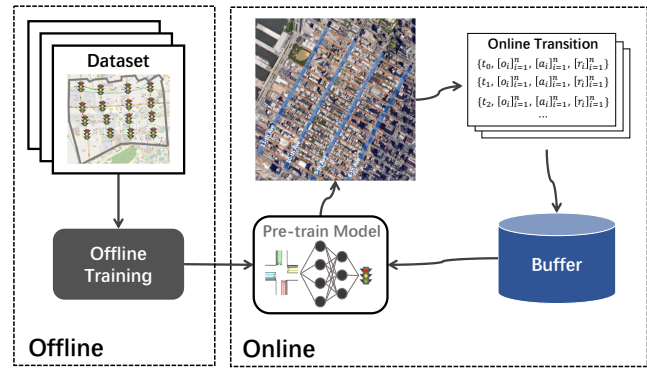 Dataset
Offline
Training
Offline
Pre-train Model
Online Transition
{t₀, [oᵢ]ⁿᵢ₌₁, [aᵢ]ⁿᵢ₌₁, [rᵢ]ⁿᵢ₌₁}
{t₁, [oᵢ]ⁿᵢ₌₁, [aᵢ]ⁿᵢ₌₁, [rᵢ]ⁿᵢ₌₁}
{t₂, [oᵢ]ⁿᵢ₌₁, [aᵢ]ⁿᵢ₌₁, [rᵢ]ⁿᵢ₌₁}
...
Buffer
Online